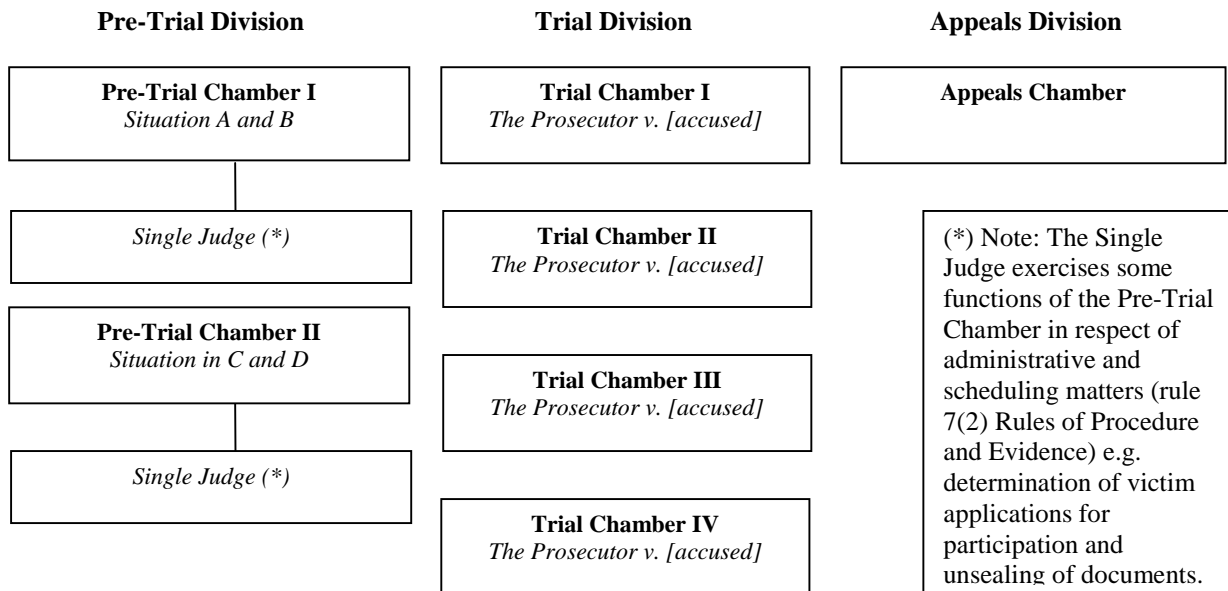 Pre-Trial Division
Trial Division
Appeals Division
Pre-Trial Chamber I
Situation A and B
Single Judge (*)
Pre-Trial Chamber II
Situation in C and D
Single Judge (*)
Trial Chamber I
The Prosecutor v. [accused]
Trial Chamber II
The Prosecutor v. [accused]
Trial Chamber III
The Prosecutor v. [accused]
Trial Chamber IV
The Prosecutor v. [accused]
Appeals Chamber
(*) Note: The Single
Judge exercises some
functions of the Pre-Trial
Chamber in respect of
administrative and
scheduling matters (rule
7(2) Rules of Procedure
and Evidence) e.g.
determination of victim
applications for
participation and
unsealing of documents.